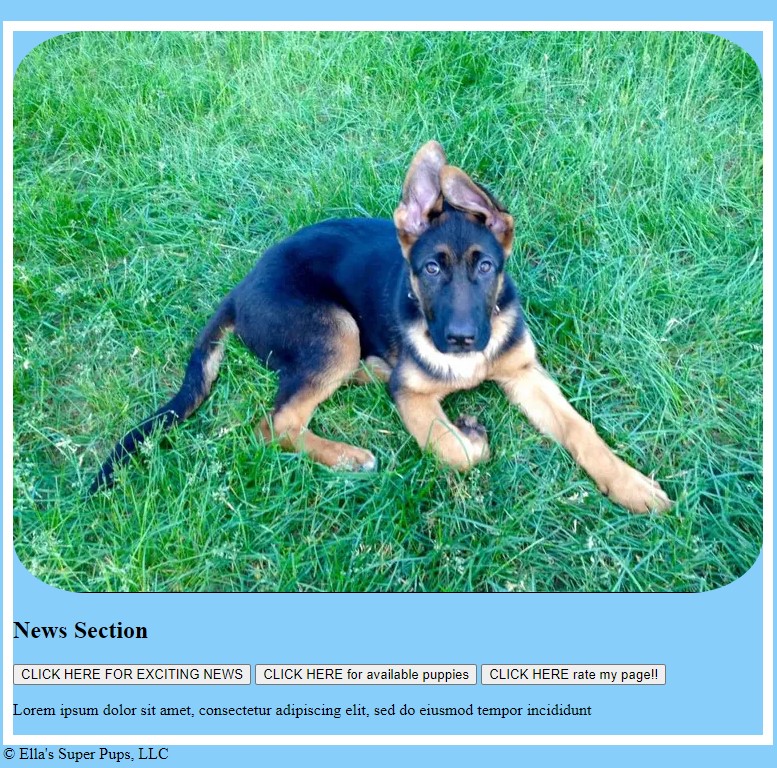 News Section
CLICK HERE FOR EXCITING NEWS CLICK HERE for available puppies CLICK HERE rate my page!!
Lorem ipsum dolor sit amet, consectetur adipiscing elit, sed do eiusmod tempor incididunt
© Ella's Super Pups, LLC